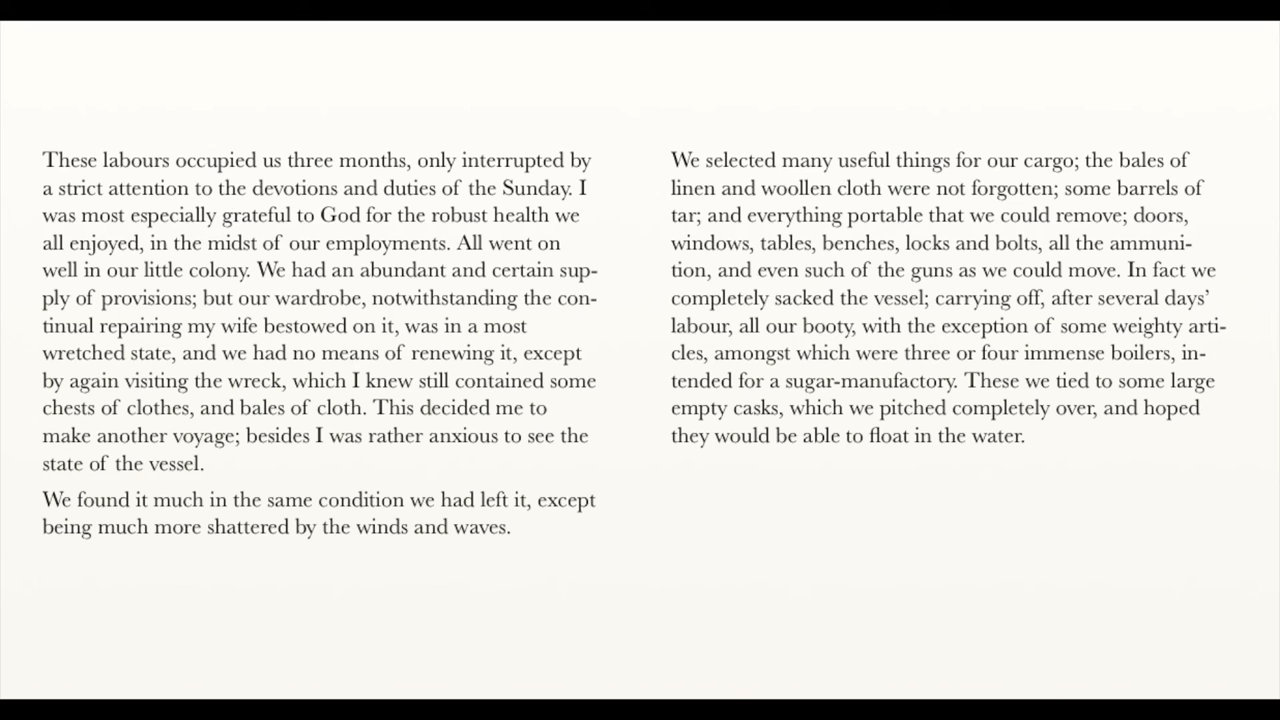 These labours occupied us three months, only interrupted by
a strict attention to the devotions and duties of the Sunday. I
was most especially grateful to God for the robust health we
all enjoyed, in the midst of our employments. All went on
well in our little colony. We had an abundant and certain sup-
ply of provisions; but our wardrobe, notwithstanding the con-
tinual repairing my wife bestowed on it, was in a most
wretched state, and we had no means of renewing it, except
by again visiting the wreck, which I knew still contained some
chests of clothes, and bales of cloth. This decided me to
make another voyage; besides I was rather anxious to see the
state of the vessel.
We found it much in the same condition we had left it, except
being much more shattered by the winds and waves.
We selected many useful things for our cargo; the bales of
linen and woollen cloth were not forgotten; some barrels of
tar; and everything portable that we could remove; doors,
windows, tables, benches, locks and bolts, all the ammuni-
tion, and even such of the guns as we could move. In fact we
completely sacked the vessel; carrying off, after several days’
labour, all our booty, with the exception of some weighty arti-
cles, amongst which were three or four immense boilers, in-
tended for a sugar-manufactory. These we tied to some large
empty casks, which we pitched completely over, and hoped
they would be able to float in the water.